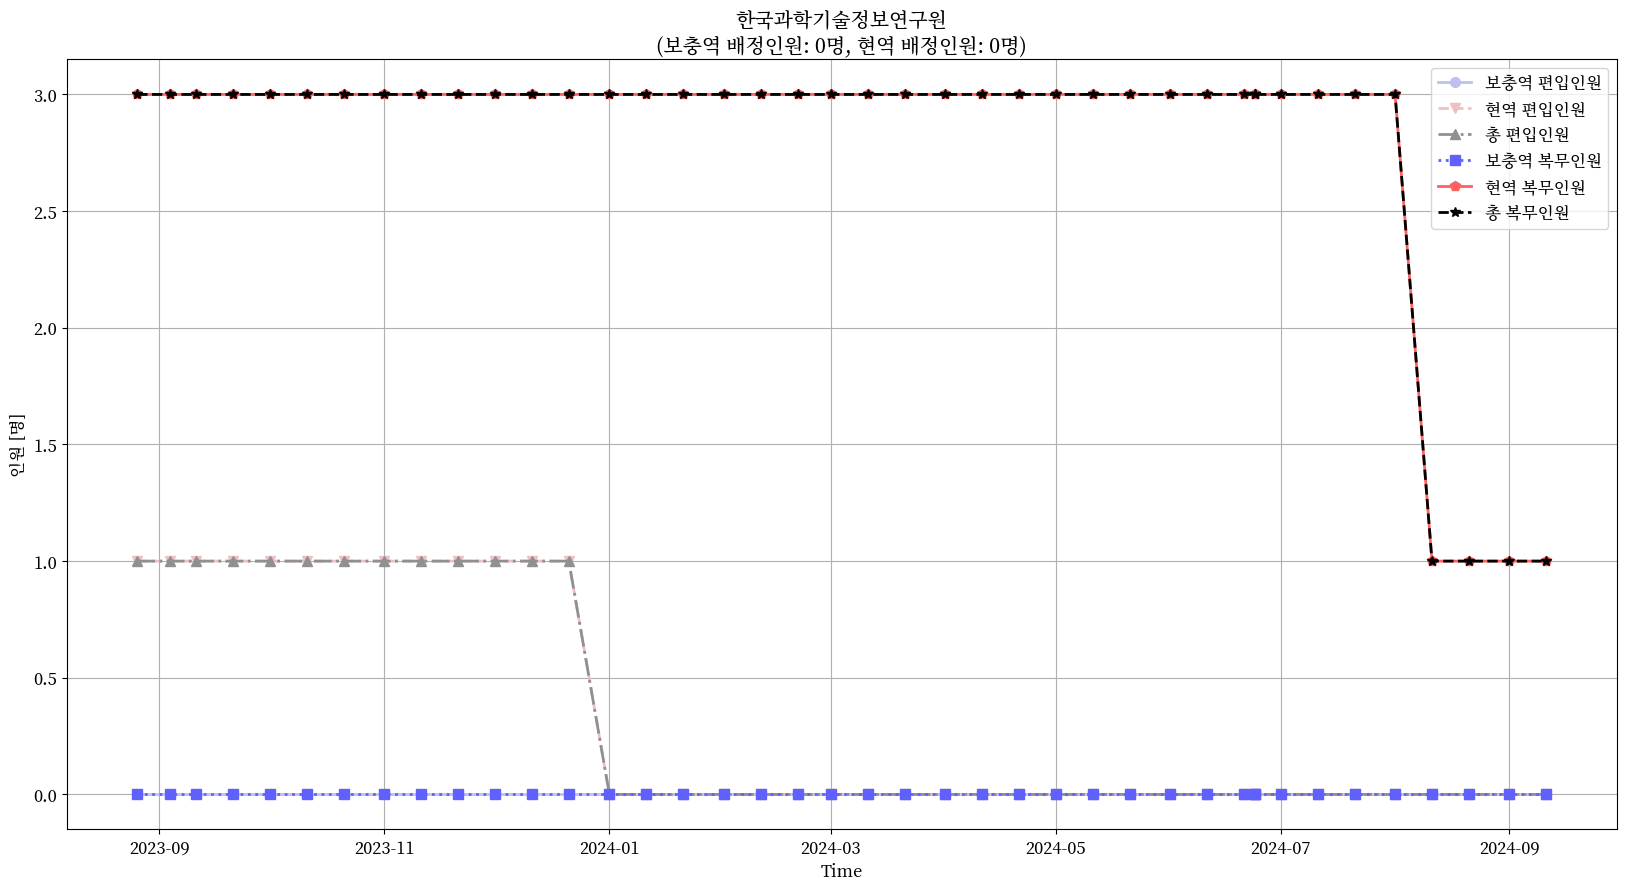 한국과학기술정보연구원
(보충역 배정인원: 0명, 현역 배정인원: 0명)
보충역 편입인원
현역 편입인원
총 편입인원
보충역 복무인원
현역 복무인원
총 복무인원
인원 [명]
3.0
2.5
2.0
1.5
1.0
0.5
0.0
2023-09
2023-11
2024-01
2024-03
2024-05
2024-07
2024-09
Time